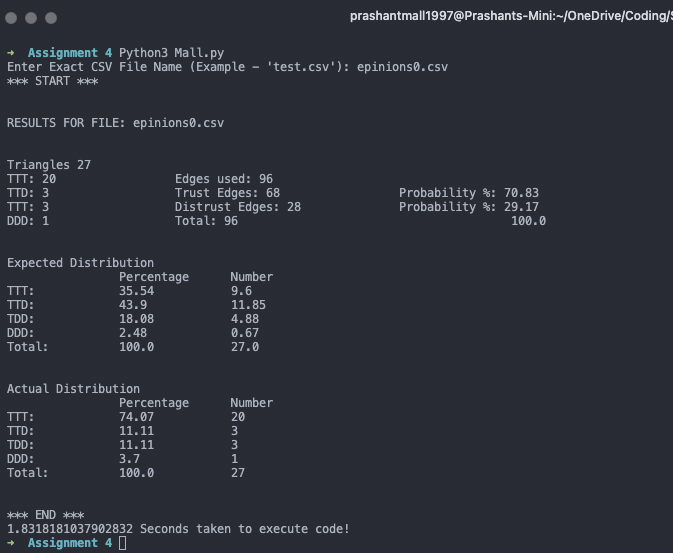 prashantmall1997@Prashants-Mini:~/OneDrive/Coding/S
→ Assignment 4 Python3 Mall.py
Enter Exact CSV File Name (Example – 'test.csv'): epinions0.csv
*** START ***
RESULTS FOR FILE: epinions0.csv
Triangles 27
TTT: 20 Edges used: 96
TTD: 3 Trust Edges: 68 Probability %: 70.83
TTT: 3 Distrust Edges: 28 Probability %: 29.17
DDD: 1 Total: 96 100.0
Expected Distribution
Percentage Number
TTT: 35.54 9.6
TTD: 43.9 11.85
TDD: 18.08 4.88
DDD: 2.48 0.67
Total: 100.0 27.0
Actual Distribution
Percentage Number
TTT: 74.07 20
TTD: 11.11 3
TDD: 11.11 3
DDD: 3.7 1
Total: 100.0 27
*** END ***
1.8318181037902832 Seconds taken to execute code!
→ Assignment 4